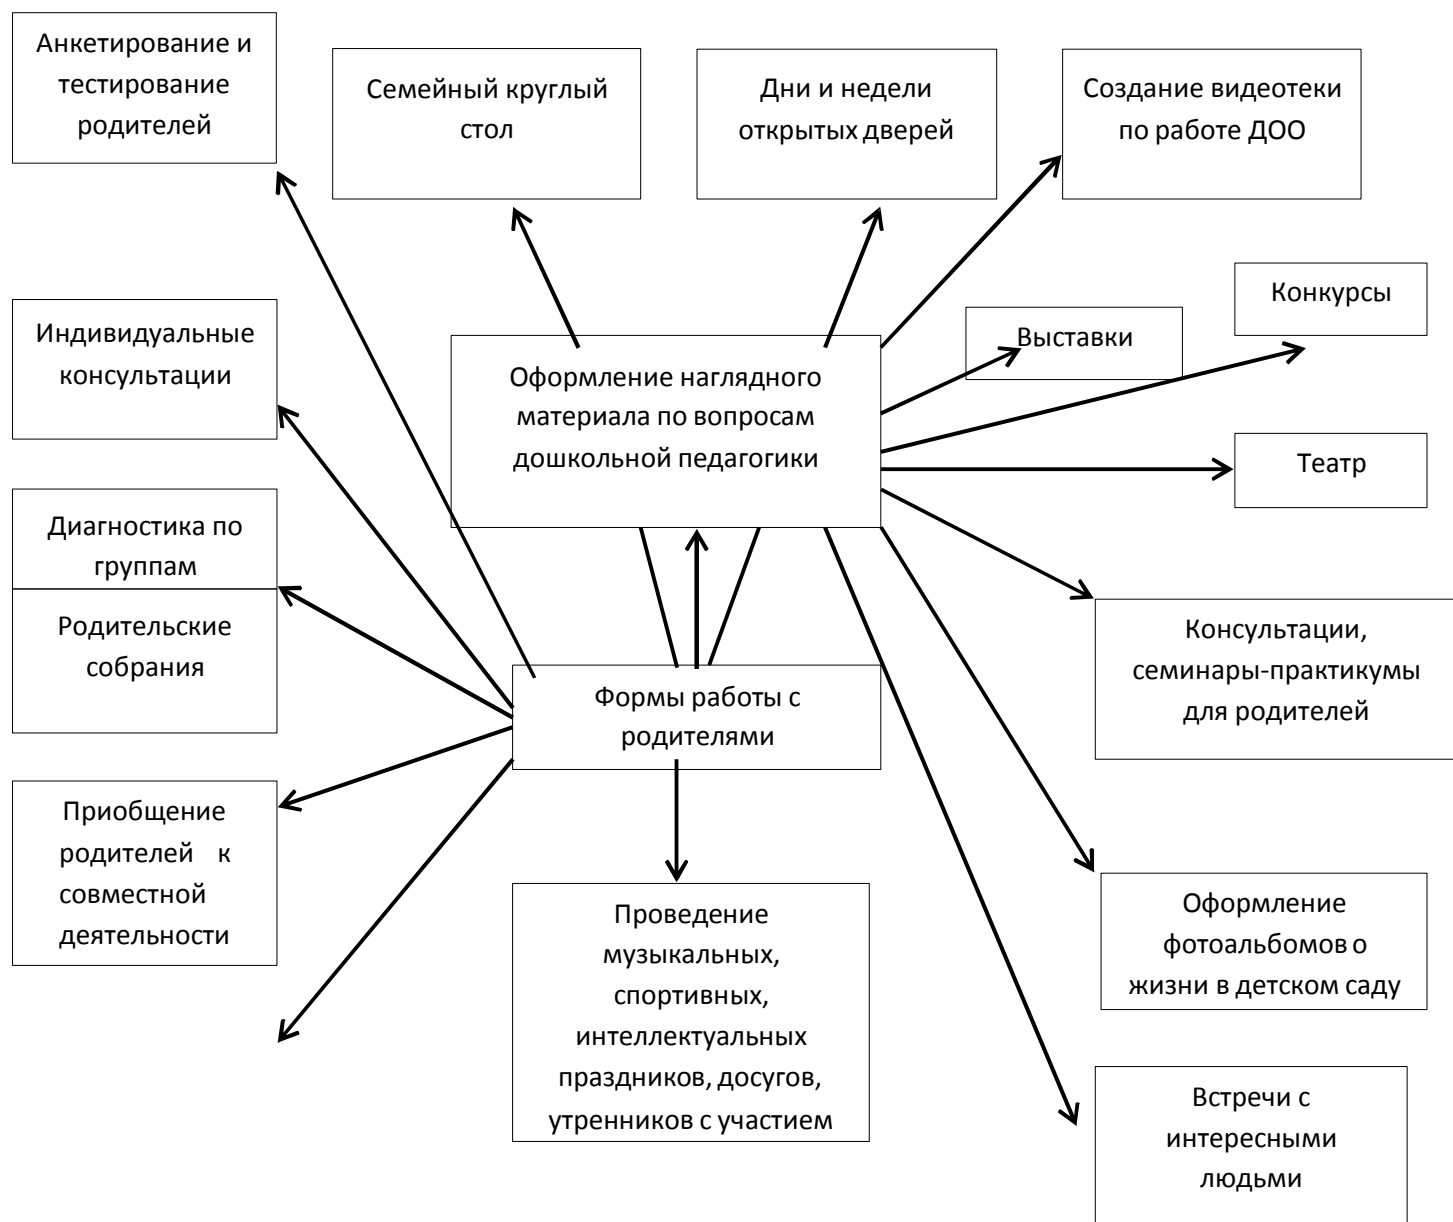 Анкетирование и
тестирование
родителей
Семейный круглый
стол
Дни и недели
открытых дверей
Создание видеотеки
по работе ДОО
Индивидуальные
консультации
Оформление наглядного
материала по вопросам
дошкольной педагогики
Выставки
Конкурсы
Театр
Диагностика по
группам
Родительские
собрания
Формы работы с
родителями
Консультации,
семинары-практикумы
для родителей
Приобщение
родителей к
совместной
деятельности
Проведение
музыкальных,
спортивных,
интеллектуальных
праздников, досугов,
утренников с участием
Оформление
фотоальбомов о
жизни в детском саду
Встречи с
интересными
людьми